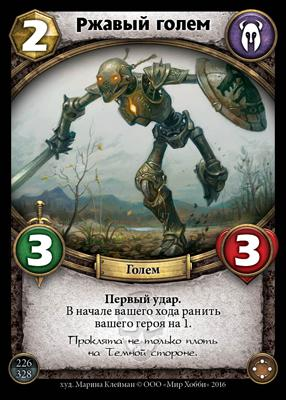 2
Ржавый голем
3
3
Голем
Первый удар.
В начале вашего хода ранить
вашего героя на 1.
Проклята не только плоть
на Темной стороне.
226
328
худ. Марина Клейман © ООО «Мир Хобби» 2016